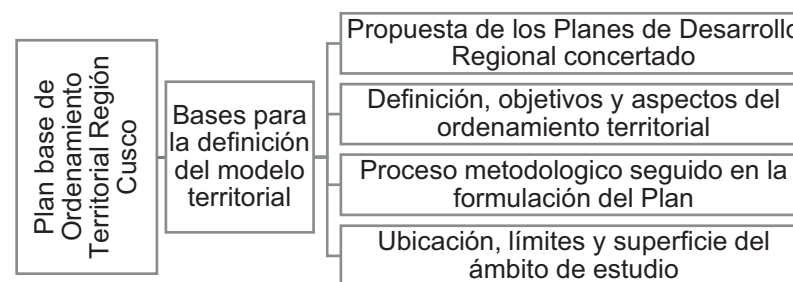 Plan base de
Ordenamiento
Territorial Región
Cusco
Bases para
la definición
del modelo
territorial
Propuesta de los Planes de Desarrollo
Regional concertado
Definición, objetivos y aspectos del
ordenamiento territorial
Proceso metodologico seguido en la
formulación del Plan
Ubicación, límites y superficie del
ámbito de estudio